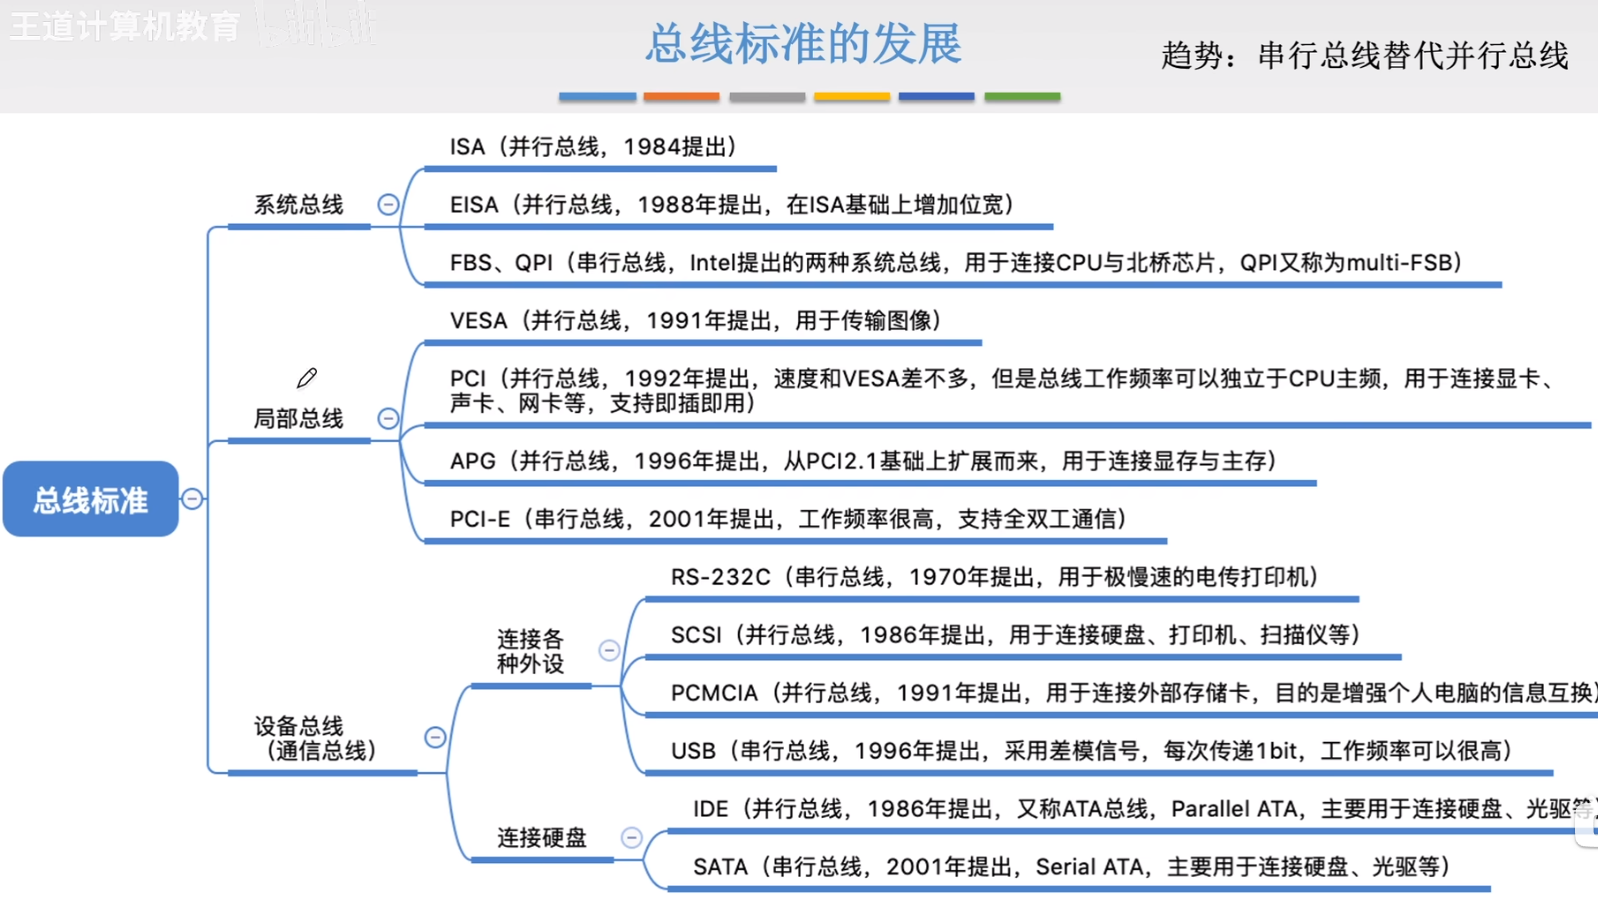 王道计算机教育 bilibili
总线标准的发展
趋势：串行总线替代并行总线
总线标准
系统总线
ISA（并行总线，1984提出）
EISA（并行总线，1988年提出，在ISA基础上增加位宽）
FBS、QPI（串行总线，Intel提出的两种系统总线，用于连接CPU与北桥芯片，QPI又称为multi-FSB）
局部总线
VESA（并行总线，1991年提出，用于传输图像）
PCI（并行总线，1992年提出，速度和VESA差不多，但是总线工作频率可以独立于CPU主频，用于连接显卡、
声卡、网卡等，支持即插即用）
APG（并行总线，1996年提出，从PCI2.1基础上扩展而来，用于连接显存与主存）
PCI-E（串行总线，2001年提出，工作频率很高，支持全双工通信）
设备总线
（通信总线）
连接各
种外设
RS-232C（串行总线，1970年提出，用于极慢速的电传打印机）
SCSI（并行总线，1986年提出，用于连接硬盘、打印机、扫描仪等）
PCMCIA（并行总线，1991年提出，用于连接外部存储卡，目的是增强个人电脑的信息互换）
USB（串行总线，1996年提出，采用差模信号，每次传递1bit，工作频率可以很高）
连接硬盘
IDE（并行总线，1986年提出，又称ATA总线，Parallel ATA，主要用于连接硬盘、光驱等）
SATA（串行总线，2001年提出，Serial ATA，主要用于连接硬盘、光驱等）